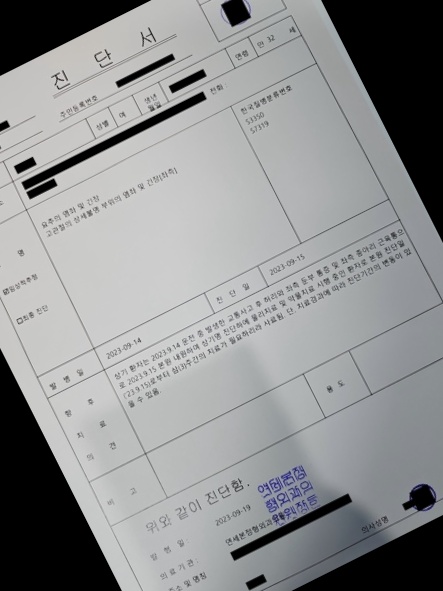 진 단 서
주민등록번호
성별 여 생년월일 전화 연령 만 32 세
한국질병분류번호
S3350
S7319
요추의 염좌 및 긴장
고관절의 상세불명 부위의 염좌 및 긴장[좌측]
명
☑임상적추정
☐최종 진단
발 병 일 2023-09-14 진 단 일 2023-09-15
향 후 치 료 의 견
상기 환자는 2023.9.14 운전 중 발생한 교통사고 후 허리와 좌측 둔부 통증 및 좌측 종아리 근육통으
로 2023.9.15 본원 내원하여 상기명 진단하에 물리치료 및 약물치료 시행 중인 환자로 본원 진단일
(23.9.15)로부터 삼(3)주간의 치료가 필요하리라 사료됨. 단, 치료경과에 따라 진단기간의 변동이 있
을 수 있음.
비 고 용 도
위와 같이 진단함.
발 행 일 : 2023-09-19
의료기관 : 연세본정형외과의원
주소 및 명칭
의사성명